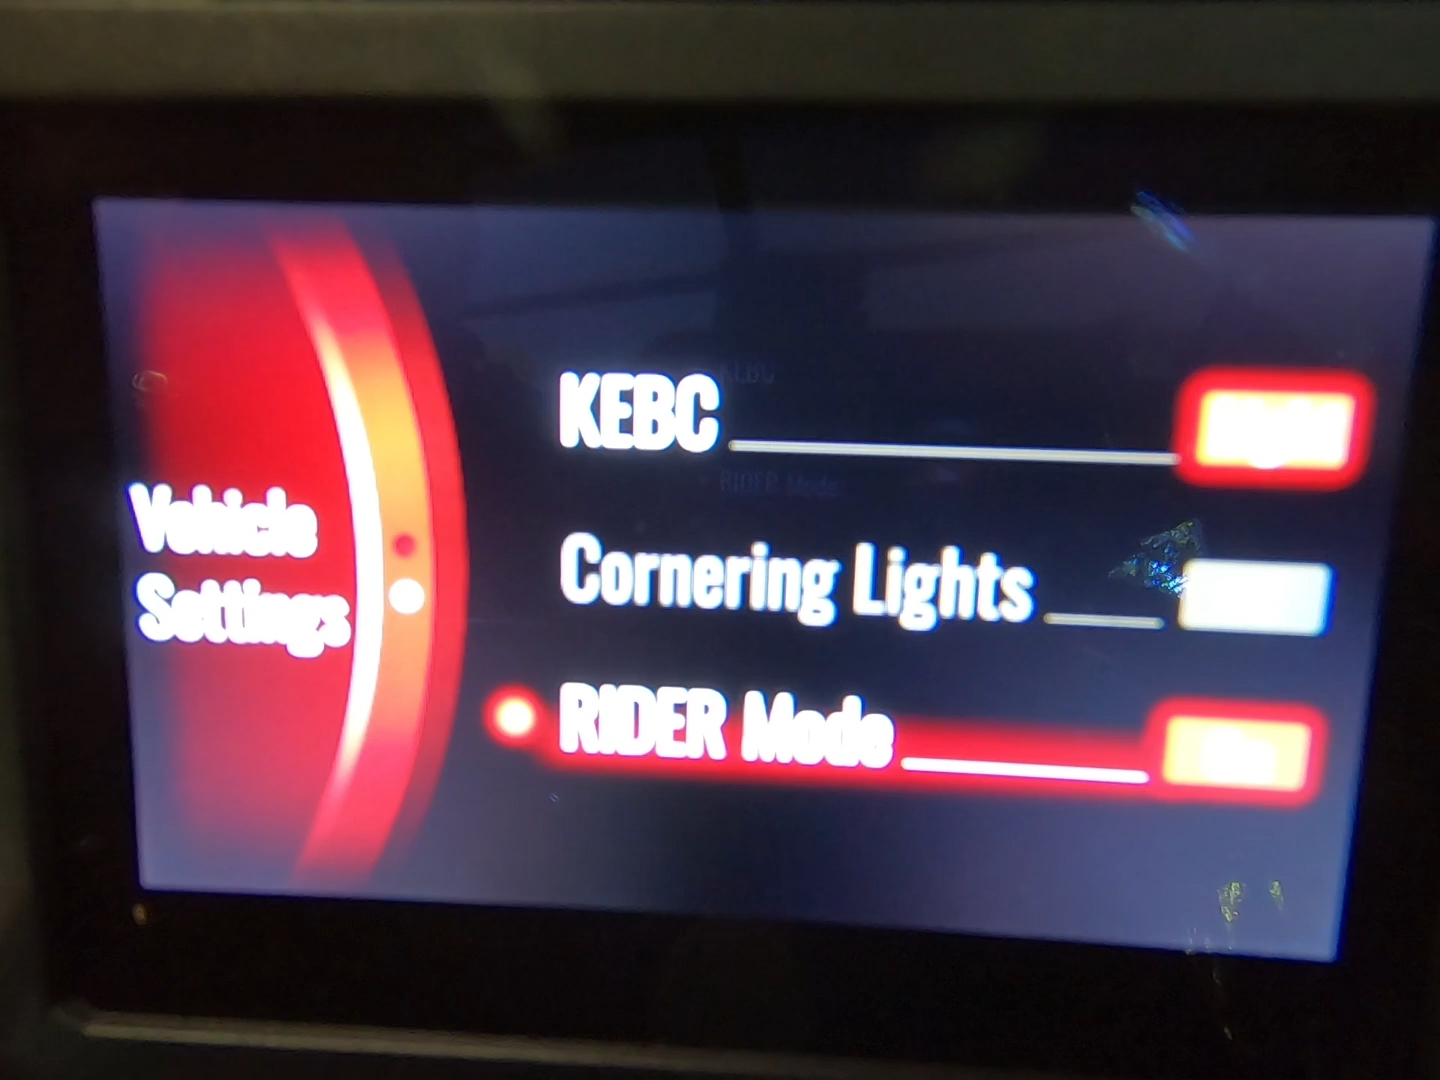 KEBC
Cornering Lights
RIDER Mode
Vehicle
Settings